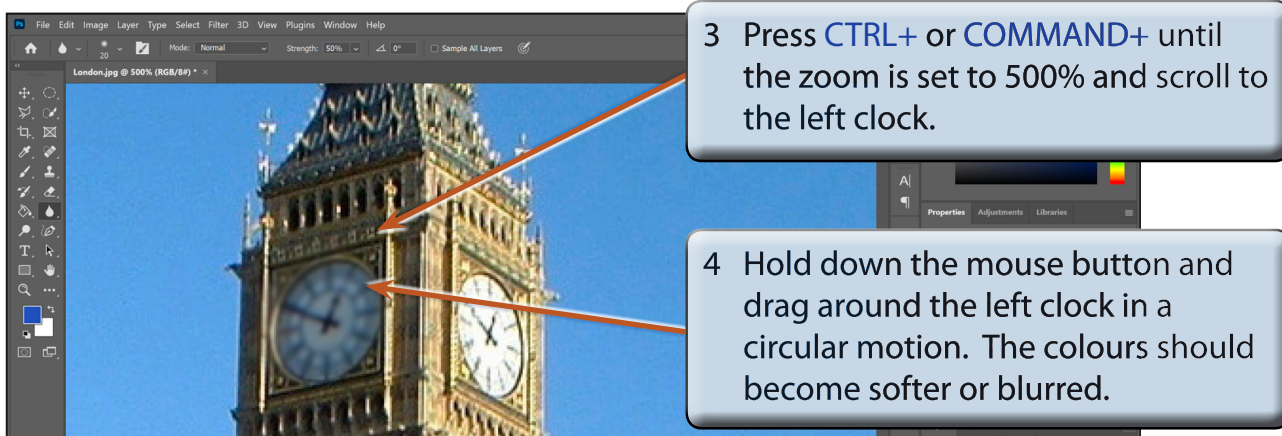 Ps File Edit Image Layer Type Select Filter 3D View Plugins Window Help
20 Mode: Normal Strength: 50% 0° Sample All Layers
London.jpg @ 500% (RGB/8#) * ×
3 Press CTRL+ or COMMAND+ until
the zoom is set to 500% and scroll to
the left clock.
A|
Properties Adjustments Libraries
4 Hold down the mouse button and
drag around the left clock in a
circular motion. The colours should
become softer or blurred.